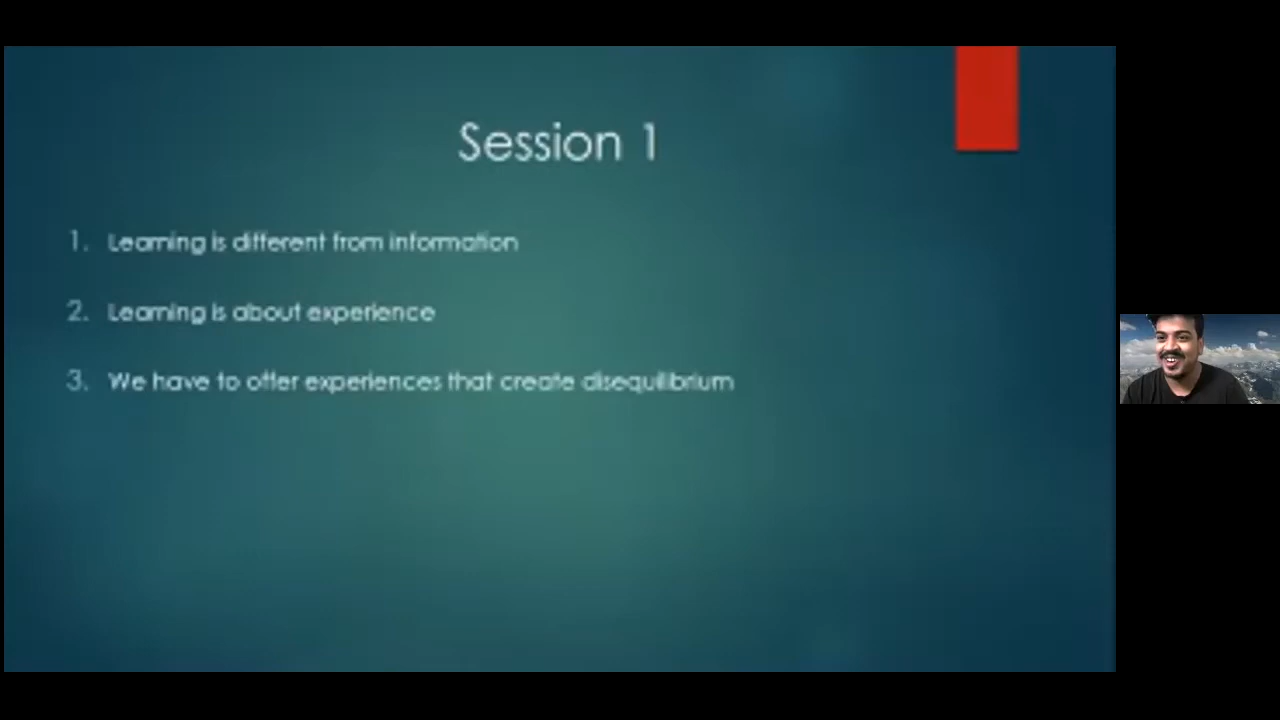 Session 1
1. Learning is different from information
2. Learning is about experience
3. We have to offer experiences that create disequilibrium